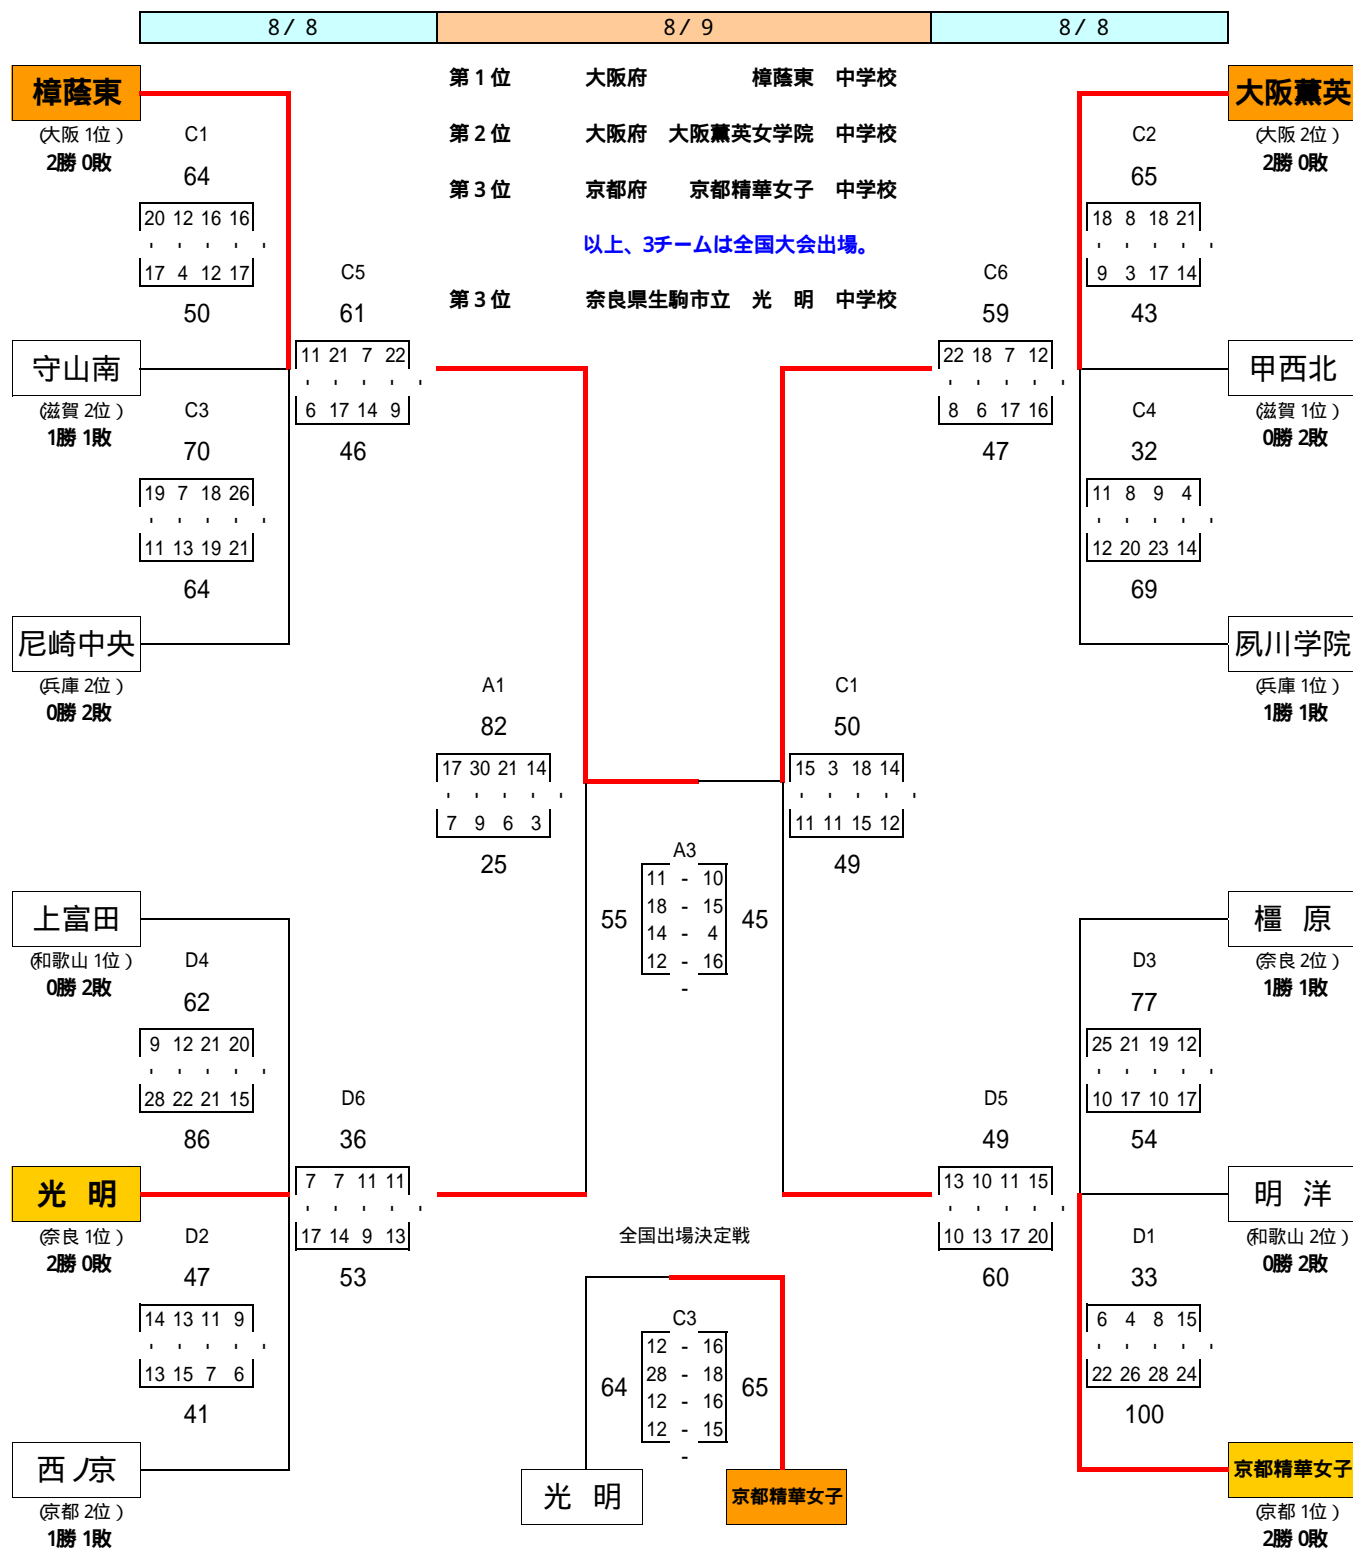 8/8 8/9 8/8
第1位 大阪府 樟蔭東 中学校
樟蔭東 大阪薫英
第2位 大阪府 大阪薫英女学院 中学校
(大阪 1位) C1 C2 (大阪 2位)
2勝 0敗 2勝 0敗
64 65
第3位 京都府 京都精華女子 中学校
20 12 16 16 18 8 18 21
以上、3チームは全国大会出場。
17 4 12 17 C5 C6 9 3 17 14
第3位 奈良県生駒市立 光 明 中学校
50 61 59 43
11 21 7 22 22 18 7 12
守山南 甲西北
6 17 14 9 8 6 17 16
(滋賀 2位) C3 C4 (滋賀 1位)
1勝 1敗 0勝 2敗
70 46 47 32
19 7 18 26 11 8 9 4
11 13 19 21 12 20 23 14
64 69
尼崎中央 夙川学院
(兵庫 2位) A1 C1 (兵庫 1位)
0勝 2敗 1勝 1敗
82 50
17 30 21 14 15 3 18 14
7 9 6 3 11 11 15 12
25 A3 49
11 - 10
18 - 15
上富田 55 45 橿 原
14 - 4
(和歌山 1位) D4 12 - 16 D3 (奈良 2位)
0勝 2敗 - 1勝 1敗
62 77
9 12 21 20 25 21 19 12
28 22 21 15 D6 D5 10 17 10 17
86 36 49 54
7 7 11 11 13 10 11 15
光 明 明 洋
(奈良 1位) D2 17 14 9 13 全国出場決定戦 10 13 17 20 D1 (和歌山 2位)
2勝 0敗 0勝 2敗
47 53 60 33
14 13 11 9 C3 6 4 8 15
12 - 16
13 15 7 6 28 - 18 22 26 28 24
64 65
41 12 - 16 100
12 - 15
-
西ノ京 京都精華女子
光 明 京都精華女子
(京都 2位) (京都 1位)
1勝 1敗 2勝 0敗